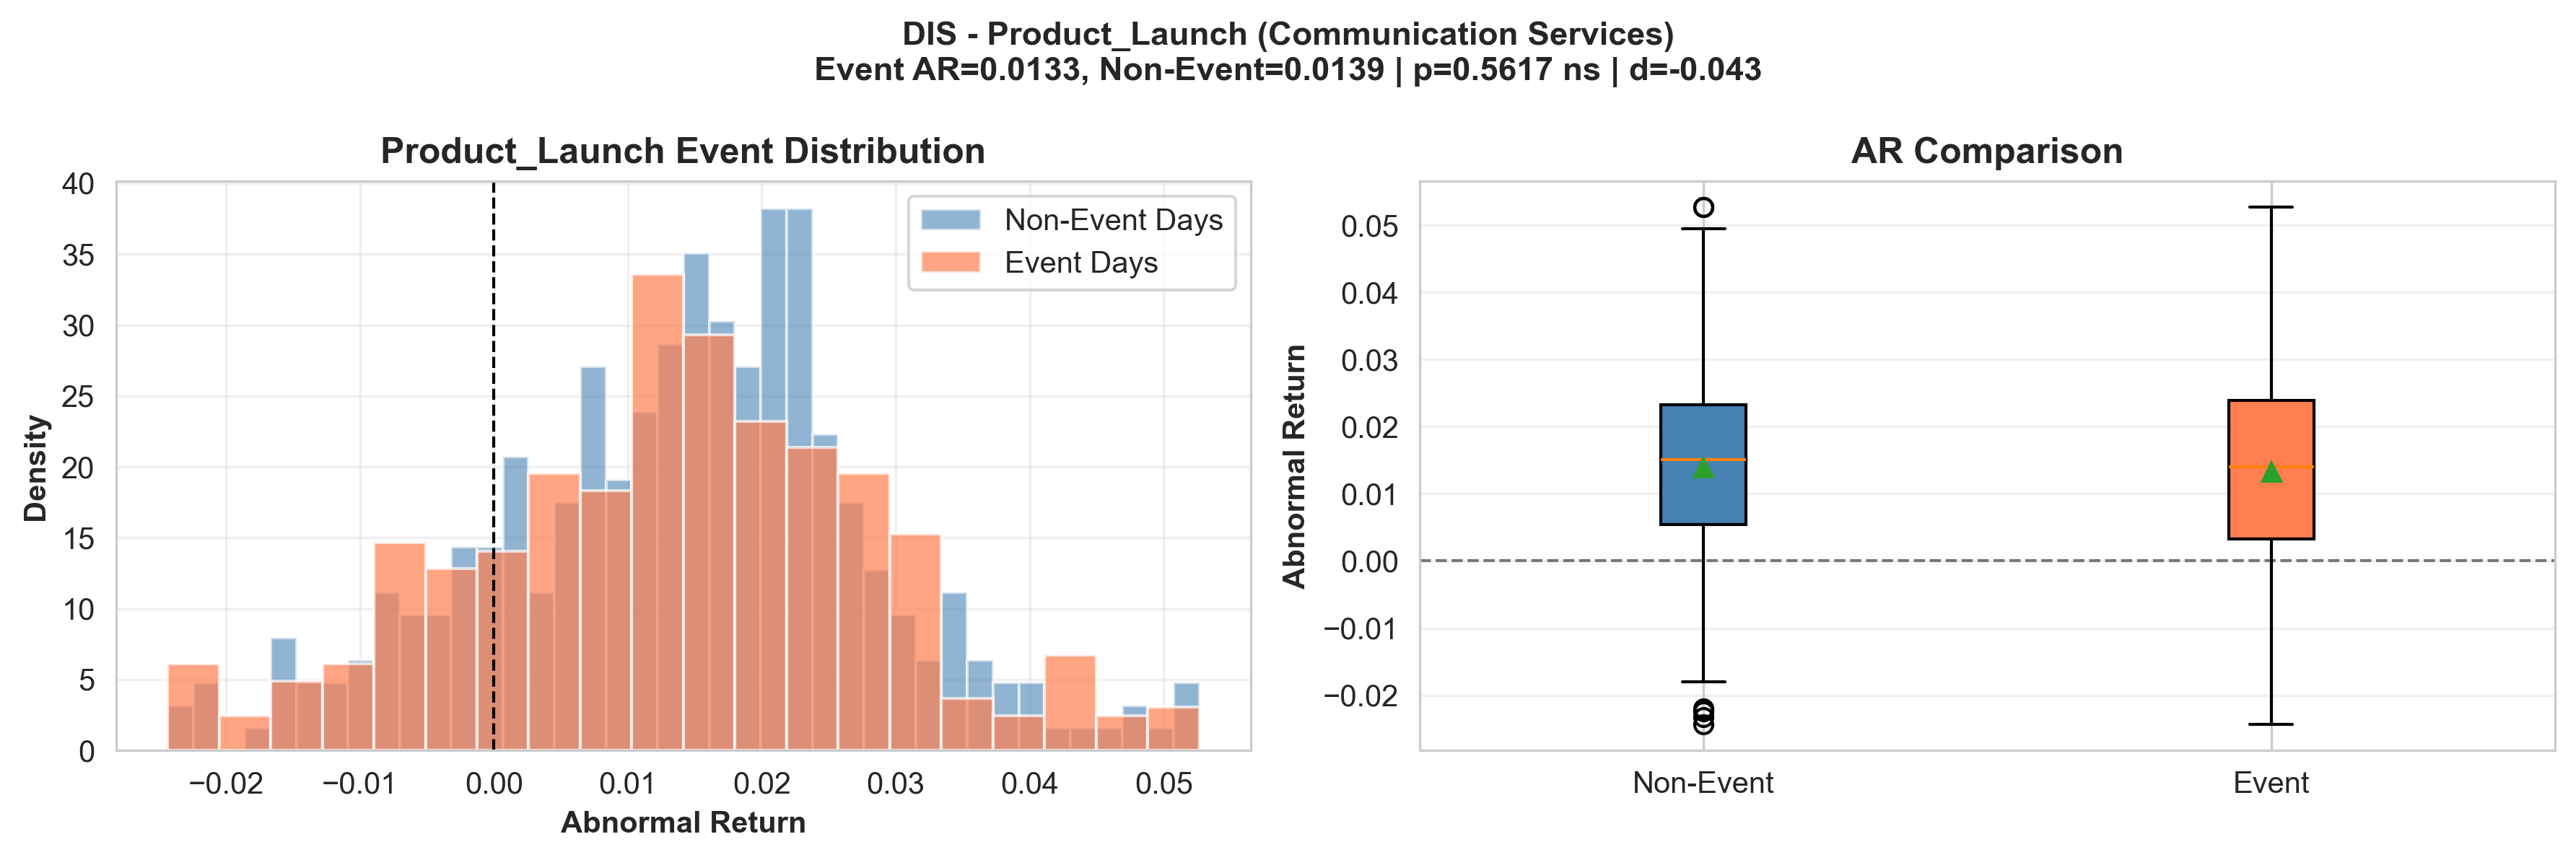 DIS - Product_Launch (Communication Services)
Event AR=0.0133, Non-Event=0.0139 | p=0.5617 ns | d=-0.043
Product_Launch Event Distribution
40
35
30
25
20
15
10
5
0
Density
Non-Event Days
Event Days
−0.02
−0.01
0.00
0.01
0.02
0.03
0.04
0.05
Abnormal Return
AR Comparison
0.05
0.04
0.03
0.02
0.01
0.00
−0.01
−0.02
Abnormal Return
Non-Event
Event